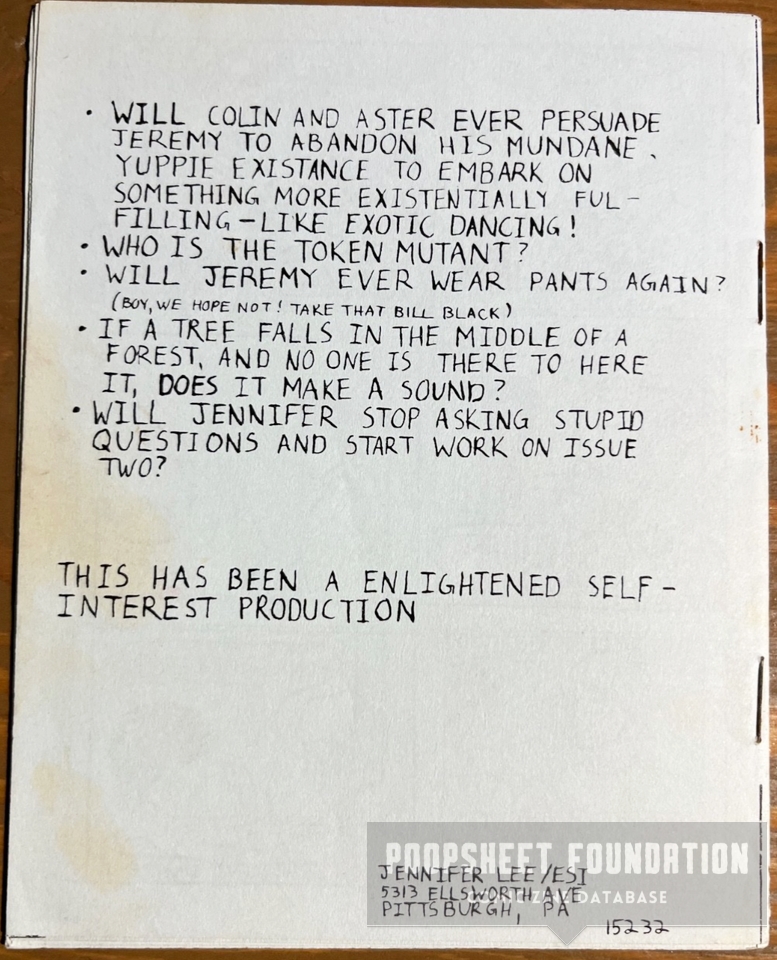 • WILL COLIN AND ASTER EVER PERSUADE
JEREMY TO ABANDON HIS MUNDANE.
YUPPIE EXISTANCE TO EMBARK ON
SOMETHING MORE EXISTENTIALLY FUL-
FILLING-LIKE EXOTIC DANCING!
• WHO IS THE TOKEN MUTANT?
• WILL JEREMY EVER WEAR PANTS AGAIN?
(BOY, WE HOPE NOT! TAKE THAT BILL BLACK)
• IF A TREE FALLS IN THE MIDDLE OF A
FOREST, AND NO ONE IS THERE TO HERE
IT, DOES IT MAKE A SOUND?
• WILL JENNIFER STOP ASKING STUPID
QUESTIONS AND START WORK ON ISSUE
TWO?
THIS HAS BEEN A ENLIGHTENED SELF-
INTEREST PRODUCTION
POOPSHEET FOUNDATION
JENNIFER LEE/ESI
5313 ELLSWORTH AVE
COMIC ZINE DATABASE
PITTSBURGH, PA
15232